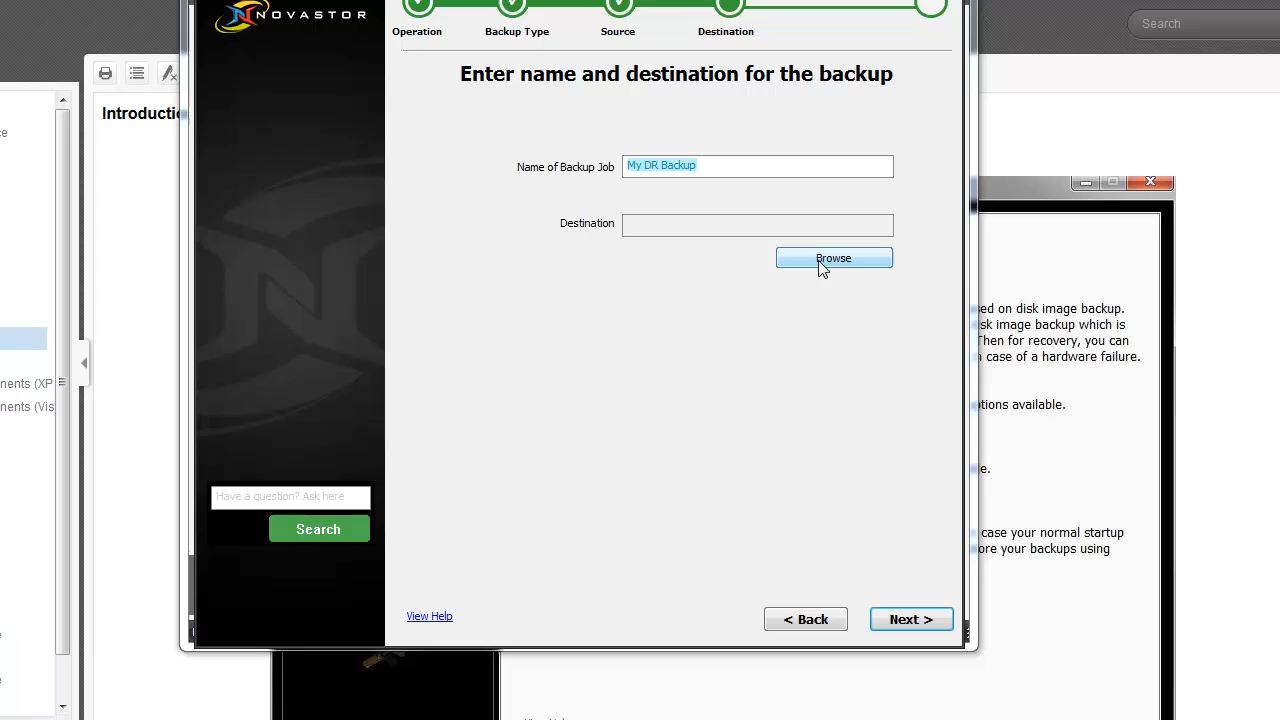 NOVASTOR
Operation
Backup Type
Source
Destination
Search
Enter name and destination for the backup
Introductio
ce
Name of Backup Job
My DR Backup
Destination
Browse
ed on disk image backup.
sk image backup which is
Then for recovery, you can
n case of a hardware failure.
nents (XP
nents (Vis
tions available.
e.
Have a question? Ask here
Search
case your normal startup
ore your backups using
View Help
< Back
Next >
e
e